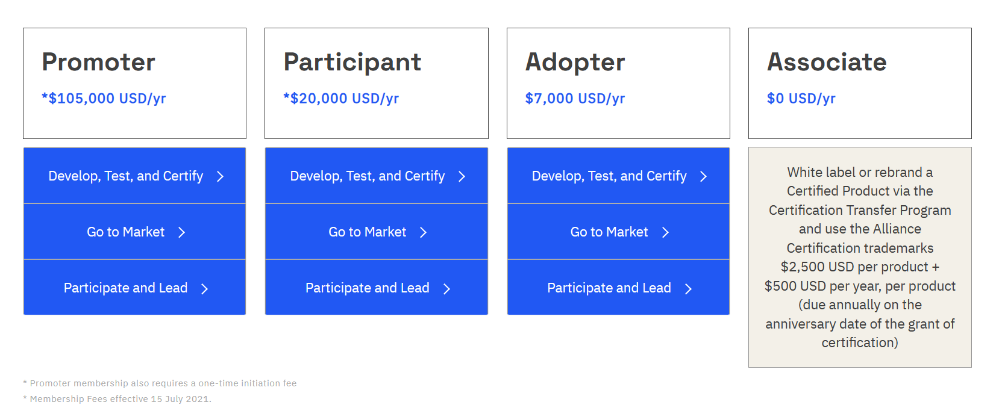 Promoter
*$105,000 USD/yr
Develop, Test, and Certify
Go to Market
Participate and Lead
Participant
*$20,000 USD/yr
Develop, Test, and Certify
Go to Market
Participate and Lead
Adopter
$7,000 USD/yr
Develop, Test, and Certify
Go to Market
Participate and Lead
Associate
$0 USD/yr
White label or rebrand a
Certified Product via the
Certification Transfer Program
and use the Alliance
Certification trademarks
$2,500 USD per product +
$500 USD per year, per product
(due annually on the
anniversary date of the grant of
certification)
* Promoter membership also requires a one-time initiation fee
* Membership Fees effective 15 July 2021.